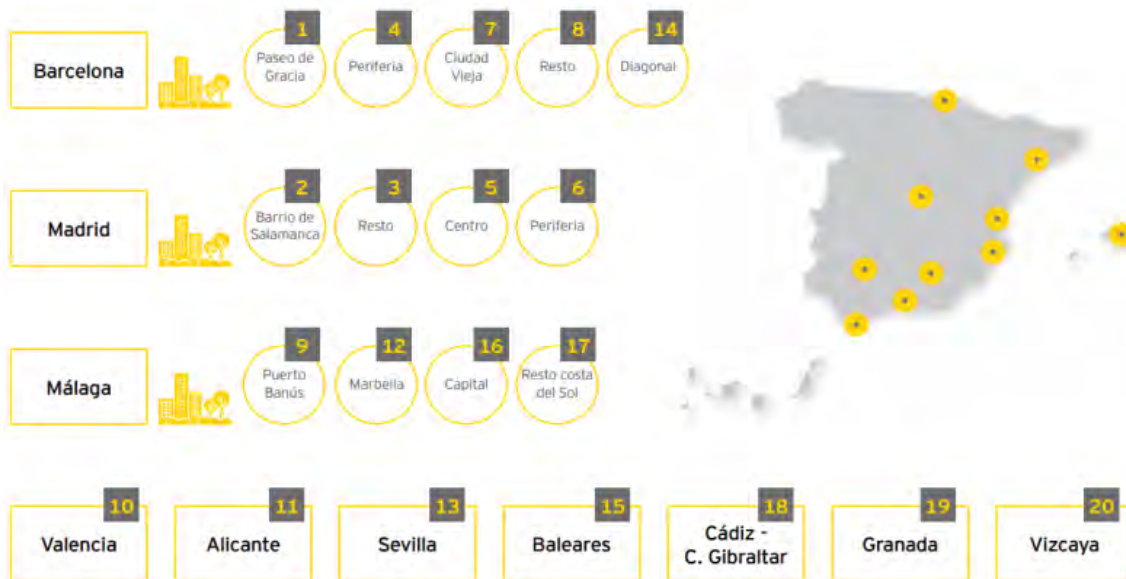 1
4
7
8
14
Barcelona
Paseo de
Gracia
Periferia
Ciudad
Vieja
Resto
Diagonal
2
3
5
6
Madrid
Barrio de
Salamanca
Resto
Centro
Periferia
9
12
16
17
Málaga
Puerto
Banús
Marbella
Capital
Resto costa
del Sol
10
11
13
15
18
19
20
Valencia
Alicante
Sevilla
Baleares
Cádiz -
C. Gibraltar
Granada
Vizcaya